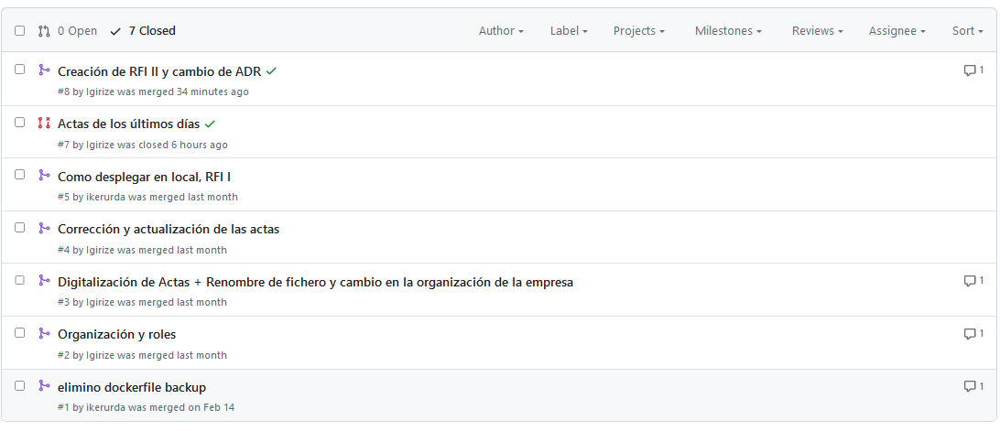 0 Open 7 Closed Author Label Projects Milestones Reviews Assignee Sort
Creación de RFI II y cambio de ADR 1
#8 by lgirize was merged 34 minutes ago
Actas de los últimos días
#7 by lgirize was closed 6 hours ago
Como desplegar en local, RFI I
#5 by ikerurda was merged last month
Corrección y actualización de las actas
#4 by lgirize was merged last month
Digitalización de Actas + Renombre de fichero y cambio en la organización de la empresa 1
#3 by lgirize was merged last month
Organización y roles 1
#2 by lgirize was merged last month
elimino dockerfile backup 1
#1 by ikerurda was merged on Feb 14